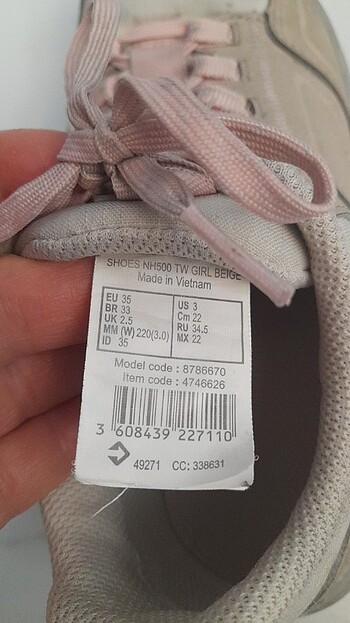 SHOES NH500 TW GIRL BEIGE
Made in Vietnam
EU 35
BR 33
UK 2.5
MM (W) 220(3.0)
ID 35
US 3
Cm 22
RU 34.5
MX 22
Model code : 8786670
Item code : 4746626
3 608439 227110
49271 CC: 338631